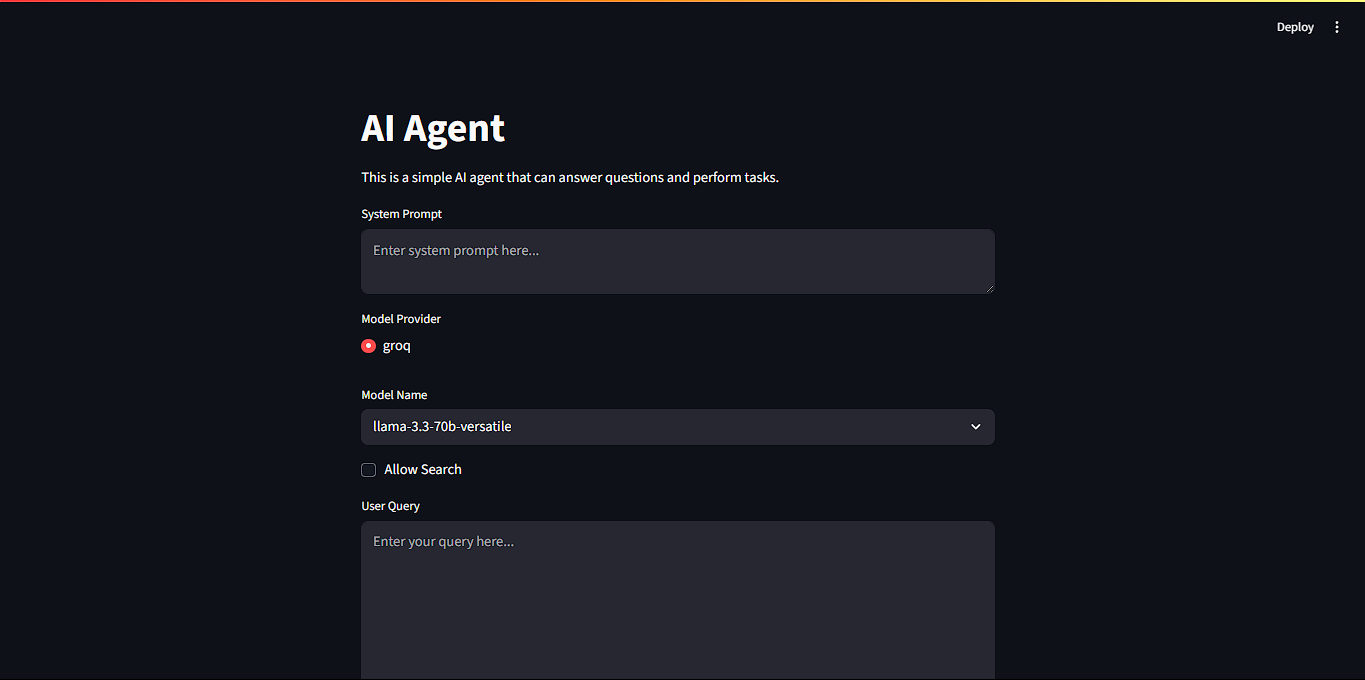 Deploy
AI Agent
This is a simple AI agent that can answer questions and perform tasks.
System Prompt
Enter system prompt here...
Model Provider
groq
Model Name
llama-3.3-70b-versatile
Allow Search
User Query
Enter your query here...